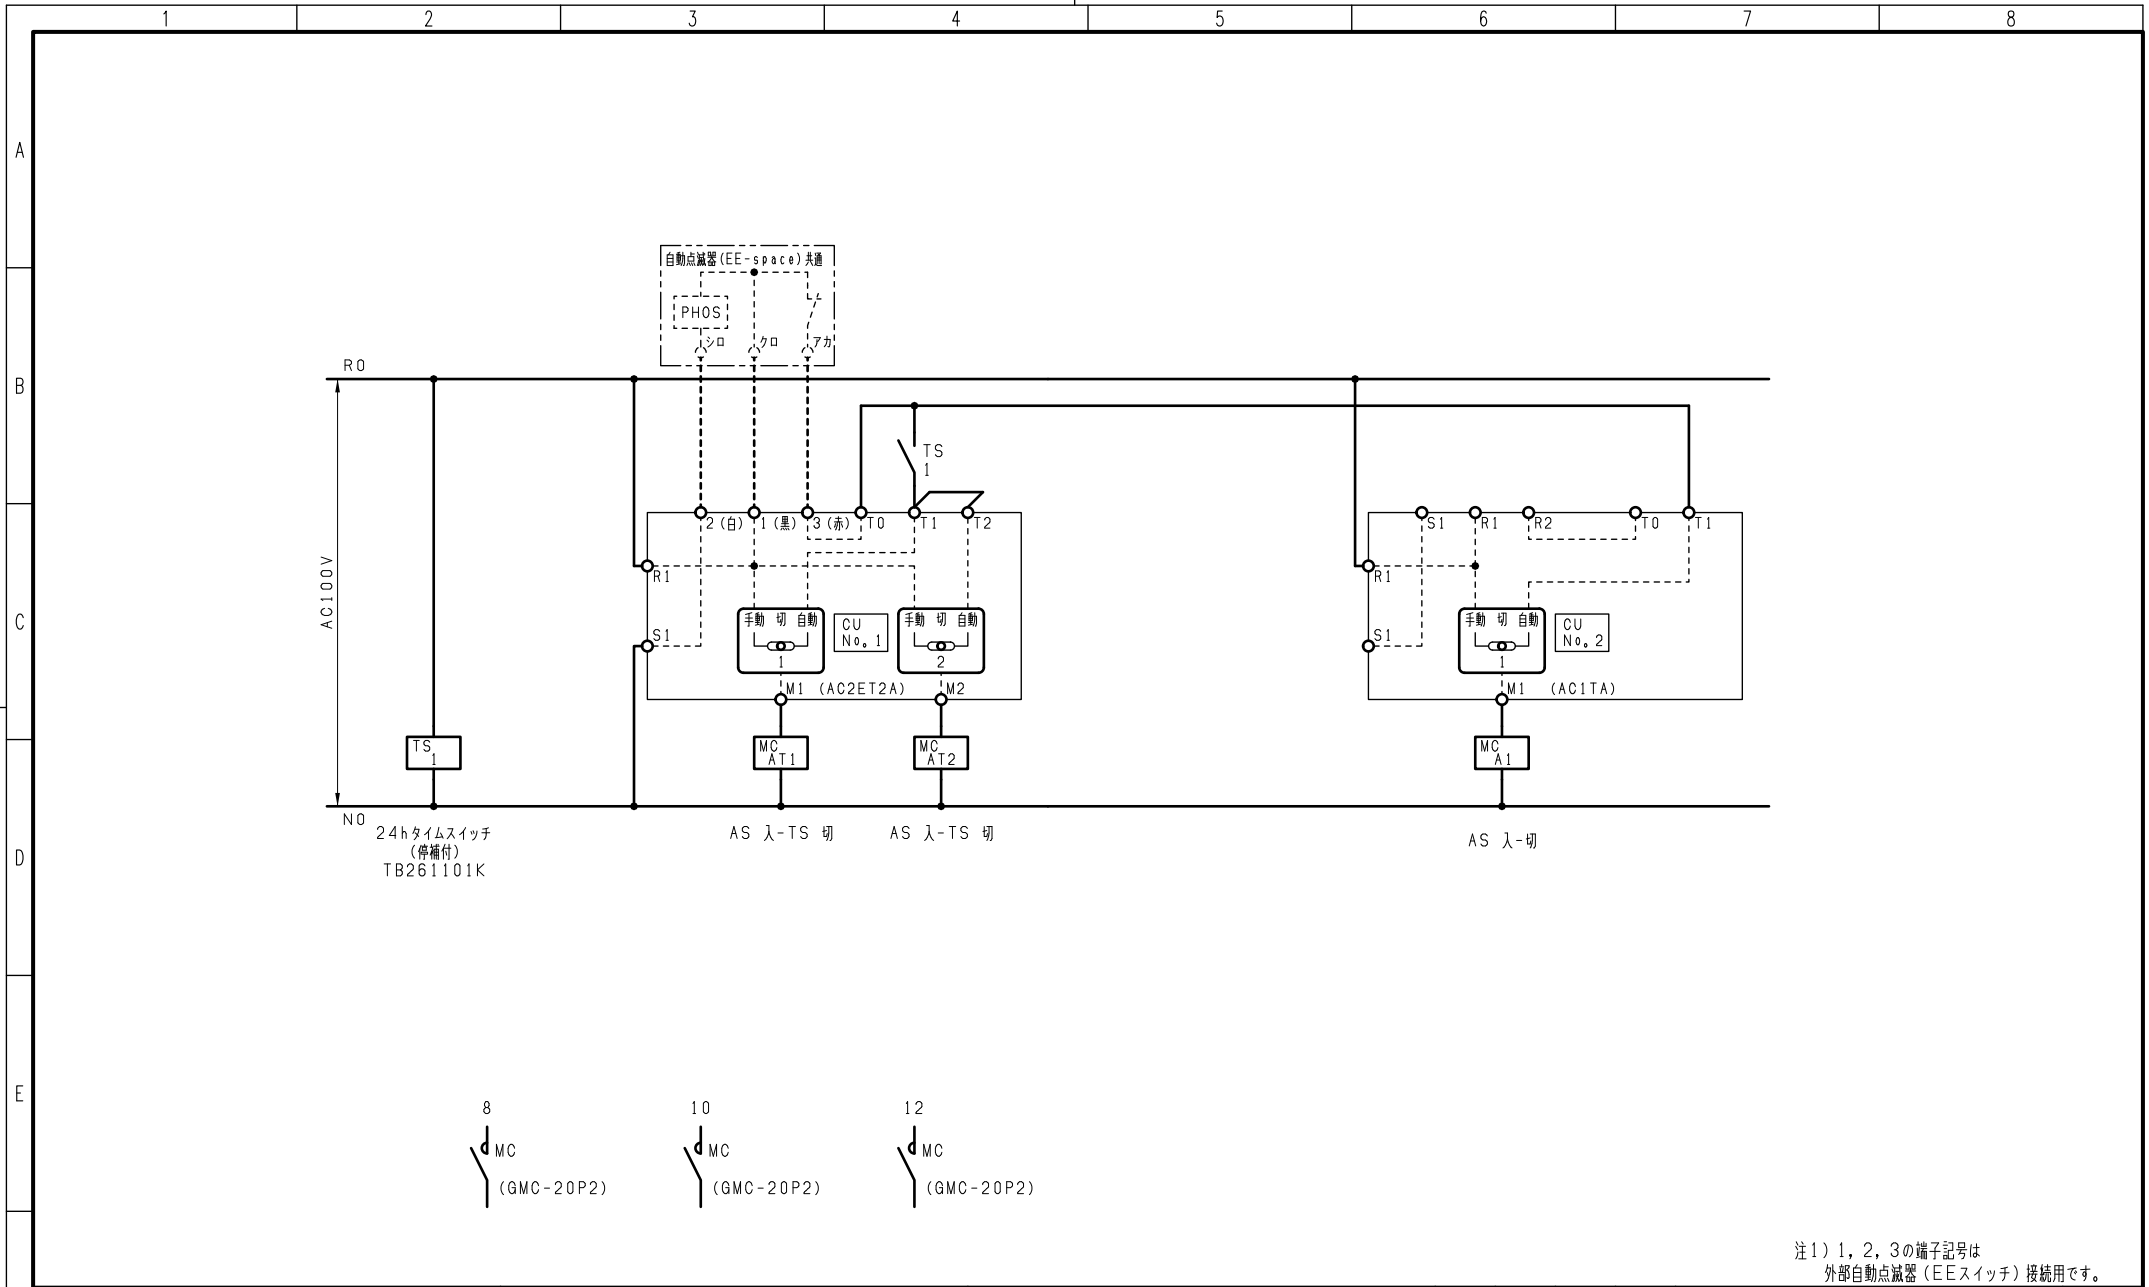 1 2 3 4 5 6 7 8
A
自動点滅器(EE-space)共通
PHOS
シロ クロ アカ
R0
B
TS
1
2(白) 1(黒) 3(赤) T0 T1 T2
S1 R1 R2 T0 T1
R1
R1
AC100V
C
手動 切 自動
1
CU
No。1
手動 切 自動
2
手動 切 自動
1
CU
No。2
S1
S1
M1 (AC2ET2A) M2
M1 (AC1TA)
TS
1
MC
AT1
MC
AT2
MC
A1
N0
24hタイムスイッチ
(停補付)
TB261101K
AS 入-TS 切
AS 入-TS 切
AS 入-切
D
E
8
MC
(GMC-20P2)
10
MC
(GMC-20P2)
12
MC
(GMC-20P2)
注1)1,2,3の端子記号は
外部自動点滅器(EEスイッチ)接続用です。